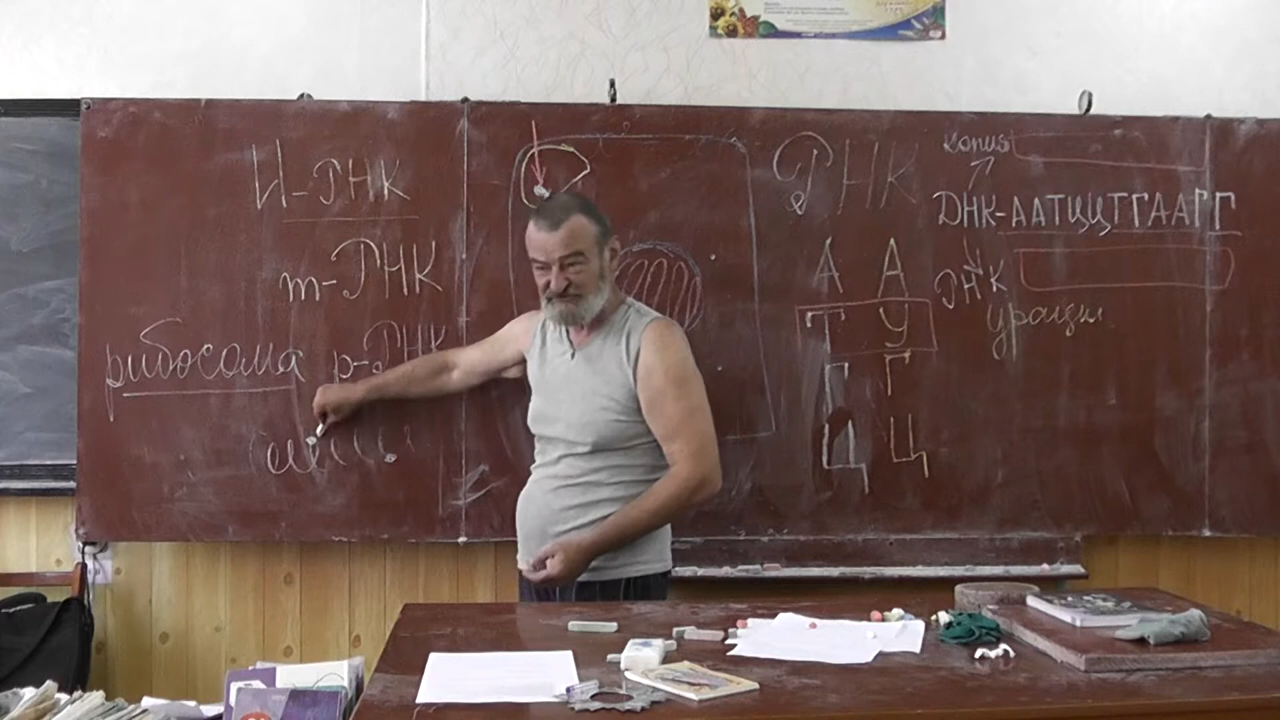 И-РНК
т-РНК
рибосома р-РНК
РНК
А А
Т У
Г Г
Ц Ц
копия
ДНК-ААТЦЦТГААГГ
РНК
урацил